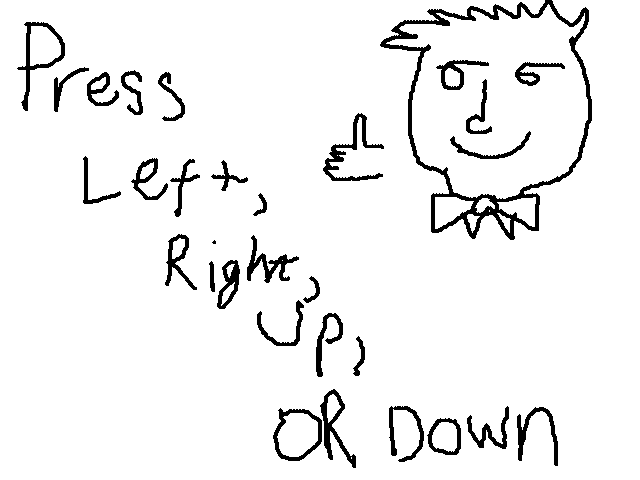 Press
Left,
Right,
Up,
OR DOWN